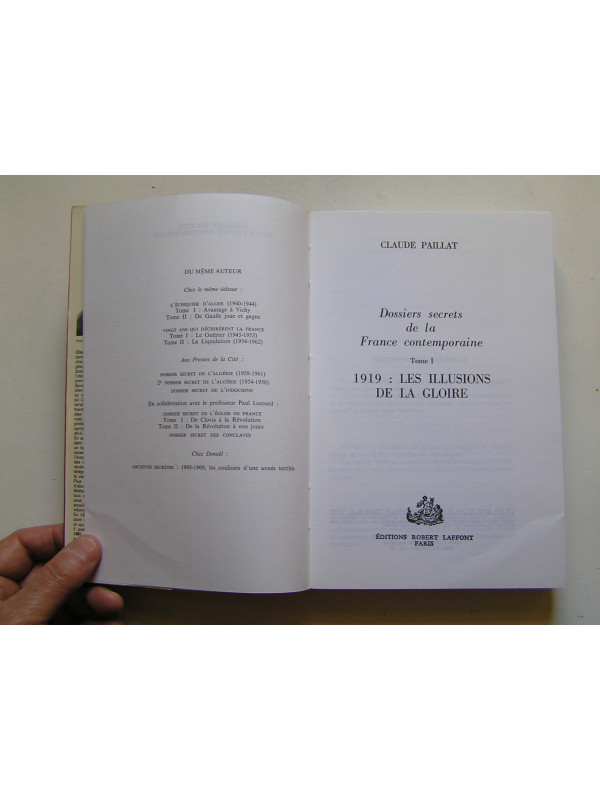 DU MÊME AUTEUR
Chez le même éditeur :
L'ÉCHIQUIER D'ALGER (1940-1944)
Tome I : Avantage à Vichy
Tome II : De Gaulle joue et gagne
VINGT ANS QUI DÉCHIRÈRENT LA FRANCE
Tome I : Le Guêpier (1945-1953)
Tome II : La Liquidation (1954-1962)
Aux Presses de la Cité :
DOSSIER SECRET DE L'ALGÉRIE (1958-1961)
2e DOSSIER SECRET DE L'ALGÉRIE (1954-1958)
DOSSIER SECRET DE L'INDOCHINE
En collaboration avec le professeur Paul Lesourd :
DOSSIER SECRET DE L'ÉGLISE DE FRANCE
Tome I : De Clovis à la Révolution
Tome II : De la Révolution à nos jours
DOSSIER SECRET DES CONCLAVES
Chez Denoël :
ARCHIVES SECRÈTES : 1968-1969, les coulisses d'une année terrible
CLAUDE PAILLAT
Dossiers secrets
de la
France contemporaine
Tome I
1919 : LES ILLUSIONS
DE LA GLOIRE
ÉDITIONS ROBERT LAFFONT
PARIS